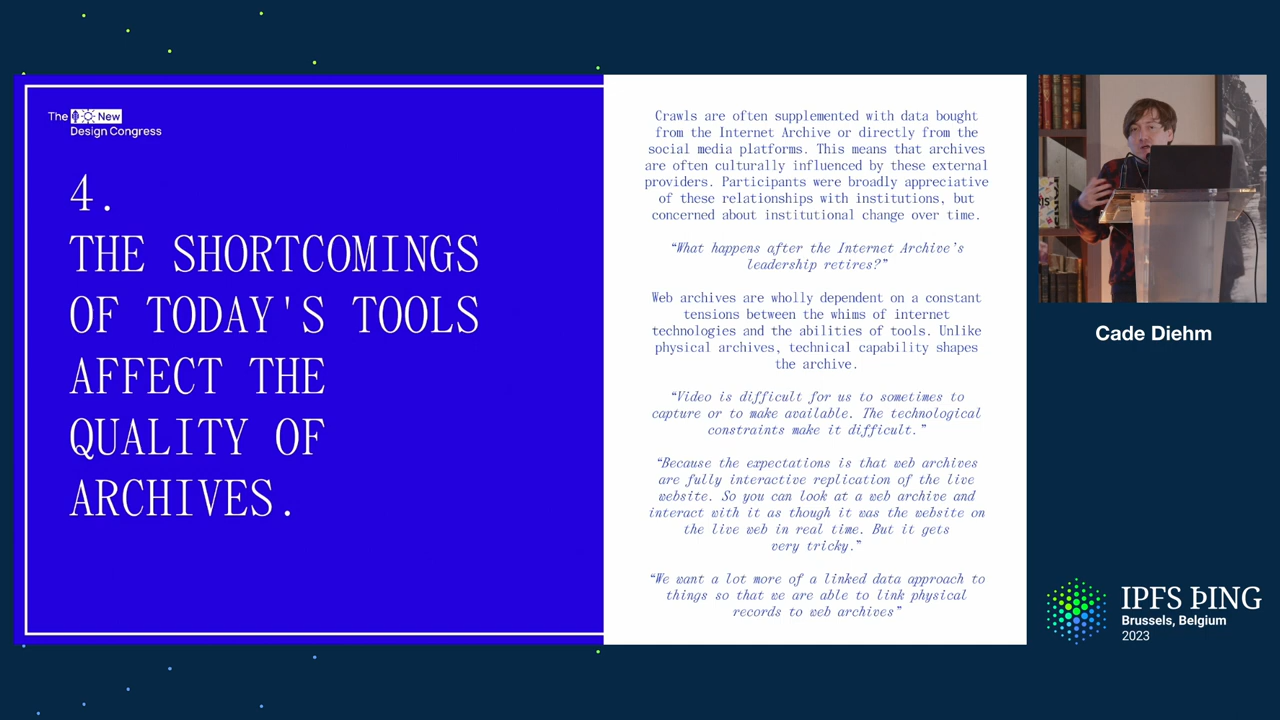 The New
Design Congress
4.
THE SHORTCOMINGS
OF TODAY'S TOOLS
AFFECT THE
QUALITY OF
ARCHIVES.
Crawls are often supplemented with data bought
from the Internet Archive or directly from the
social media platforms. This means that archives
are often culturally influenced by these external
providers. Participants were broadly appreciative
of these relationships with institutions, but
concerned about institutional change over time.
“What happens after the Internet Archive’s
leadership retires?”
Web archives are wholly dependent on a constant
tensions between the whims of internet
technologies and the abilities of tools. Unlike
physical archives, technical capability shapes
the archive.
“Video is difficult for us to sometimes to
capture or to make available. The technological
constraints make it difficult.”
“Because the expectations is that web archives
are fully interactive replication of the live
website. So you can look at a web archive and
interact with it as though it was the website on
the live web in real time. But it gets
very tricky.”
“We want a lot more of a linked data approach to
things so that we are able to link physical
records to web archives”
Cade Diehm
IPFS ÞING
Brussels, Belgium
2023